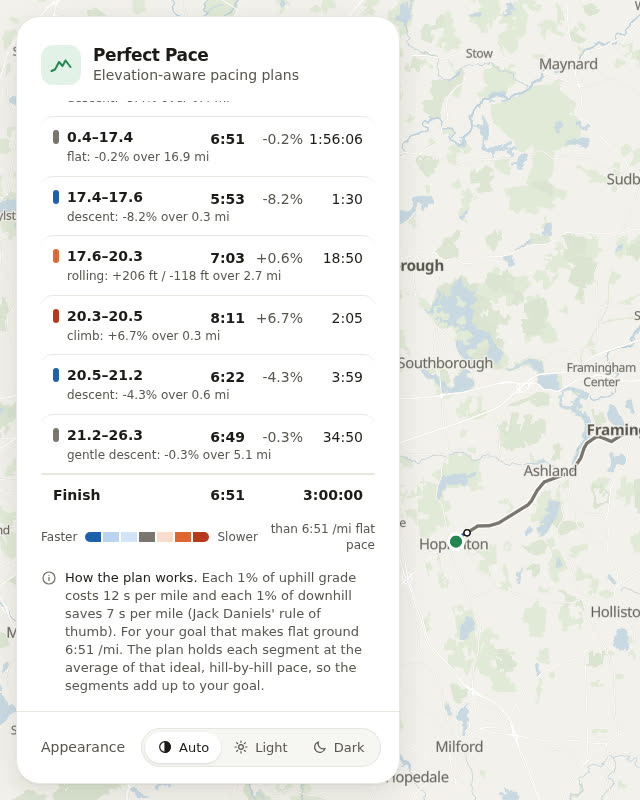 Perfect Pace
Elevation-aware pacing plans
0.4–17.4 6:51 -0.2% 1:56:06
flat: -0.2% over 16.9 mi
17.4–17.6 5:53 -8.2% 1:30
descent: -8.2% over 0.3 mi
17.6–20.3 7:03 +0.6% 18:50
rolling: +206 ft / -118 ft over 2.7 mi
20.3–20.5 8:11 +6.7% 2:05
climb: +6.7% over 0.3 mi
20.5–21.2 6:22 -4.3% 3:59
descent: -4.3% over 0.6 mi
21.2–26.3 6:49 -0.3% 34:50
gentle descent: -0.3% over 5.1 mi
Finish 6:51 3:00:00
Faster Slower than 6:51 /mi flat
pace
How the plan works. Each 1% of uphill grade
costs 12 s per mile and each 1% of downhill
saves 7 s per mile (Jack Daniels' rule of
thumb). For your goal that makes flat ground
6:51 /mi. The plan holds each segment at the
average of that ideal, hill-by-hill pace, so the
segments add up to your goal.
Appearance Auto Light Dark
Stow
Maynard
Sudb
rough
Southborough
Framingham
Center
Framing
Ashland
Hopkinton
Hollisto
Milford
Hopedale